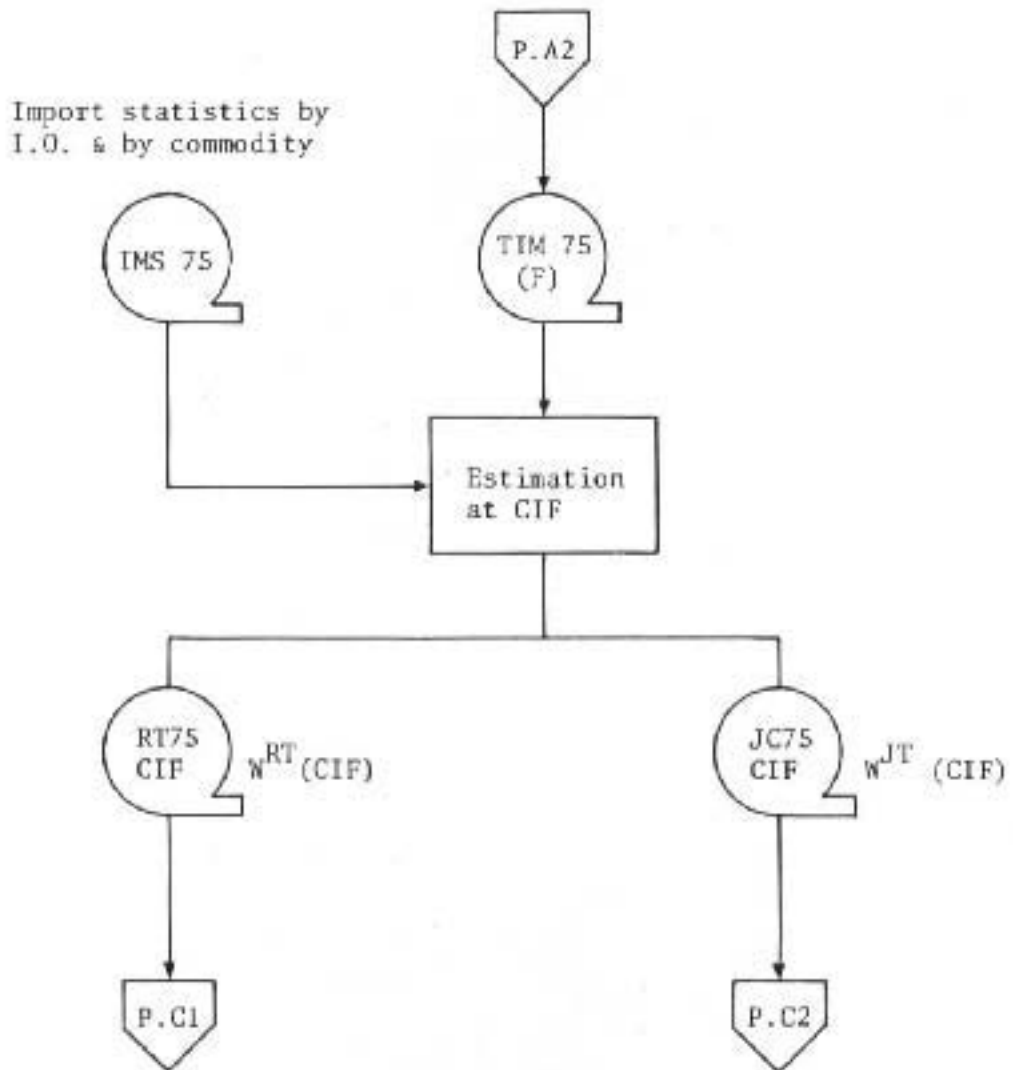 P.A2
Import statistics by
I.O. & by commodity
IMS 75
TIM 75
(F)
Estimation
at CIF
RT75
CIF
W^RT (CIF)
JC75
CIF
W^JT (CIF)
P.C1
P.C2